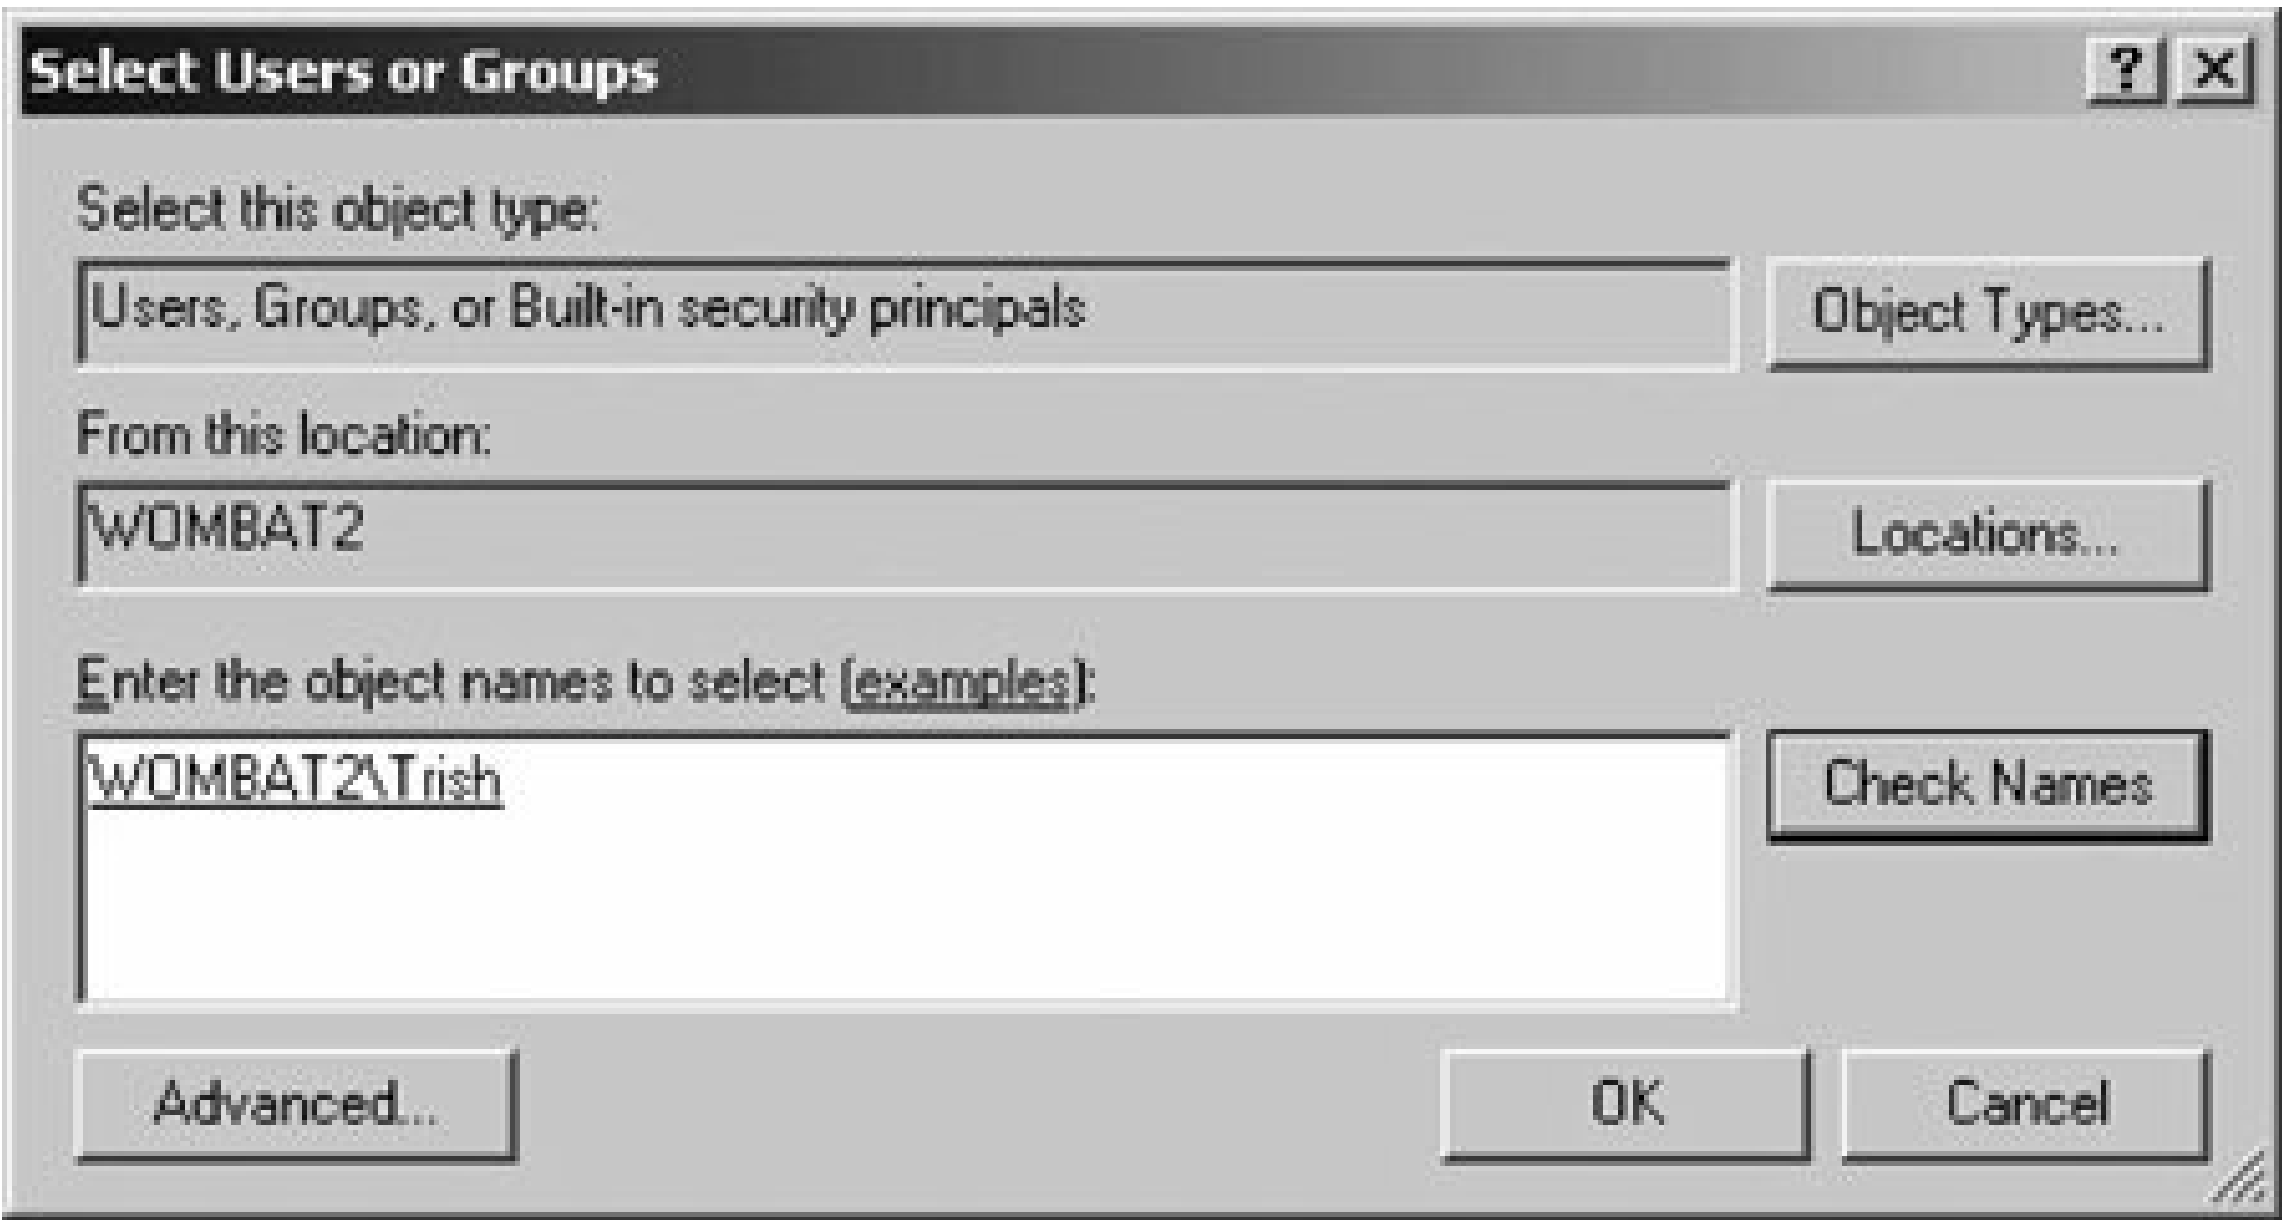 Select Users or Groups
? X
Select this object type:
Users, Groups, or Built-in security principals
Object Types...
From this location:
WOMBAT2
Locations...
Enter the object names to select (examples):
WOMBAT2\Trish
Check Names
Advanced...
OK
Cancel